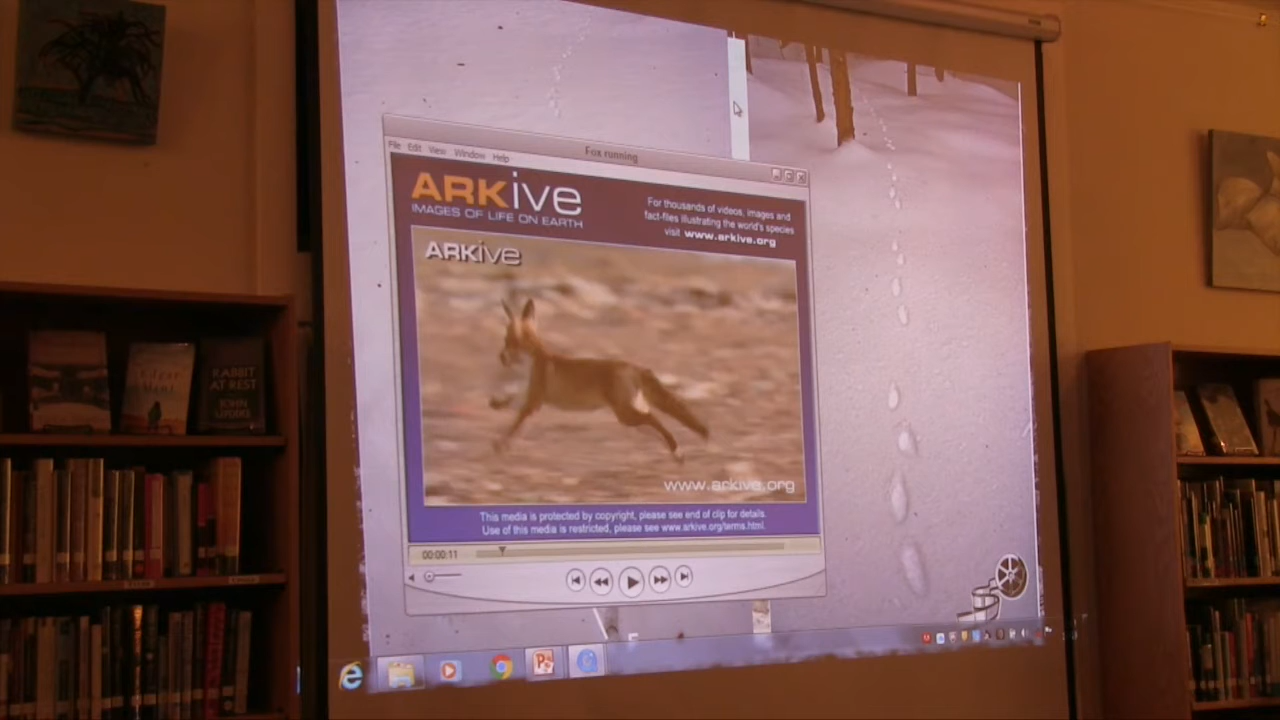 File Edit View Window Help
Fox running
ARKive
IMAGES OF LIFE ON EARTH
For thousands of videos, images and
fact-files illustrating the world's species
visit www.arkive.org
ARKive
www.arkive.org
This media is protected by copyright, please see end of clip for details.
Use of this media is restricted, please see www.arkive.org/terms.html.
00:00:11
RABBIT
AT REST
JOHN
UPDIKE